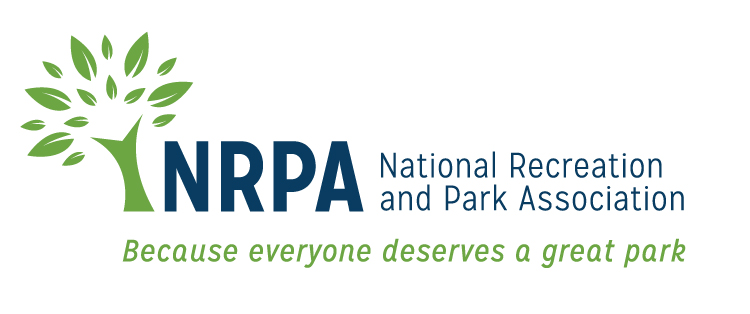 NRPA
National Recreation
and Park Association
Because everyone deserves a great park